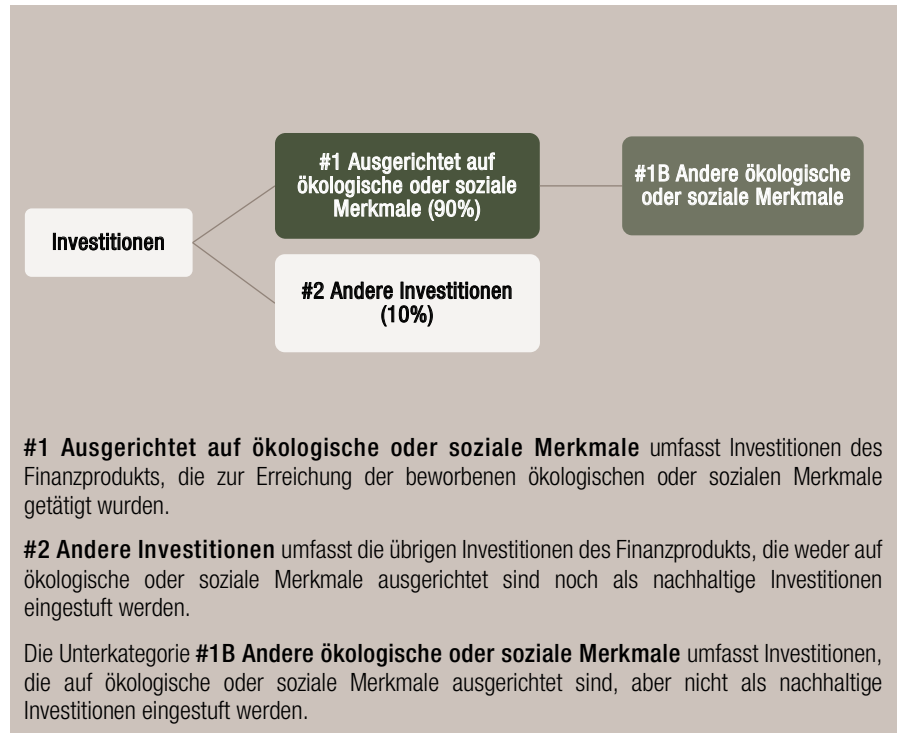 #1 Ausgerichtet auf
ökologische oder soziale
Merkmale (90%)
#1B Andere ökologische
oder soziale Merkmale
Investitionen
#2 Andere Investitionen
(10%)
#1 Ausgerichtet auf ökologische oder soziale Merkmale umfasst Investitionen des
Finanzprodukts, die zur Erreichung der beworbenen ökologischen oder sozialen Merkmale
getätigt wurden.
#2 Andere Investitionen umfasst die übrigen Investitionen des Finanzprodukts, die weder auf
ökologische oder soziale Merkmale ausgerichtet sind noch als nachhaltige Investitionen
eingestuft werden.
Die Unterkategorie #1B Andere ökologische oder soziale Merkmale umfasst Investitionen,
die auf ökologische oder soziale Merkmale ausgerichtet sind, aber nicht als nachhaltige
Investitionen eingestuft werden.